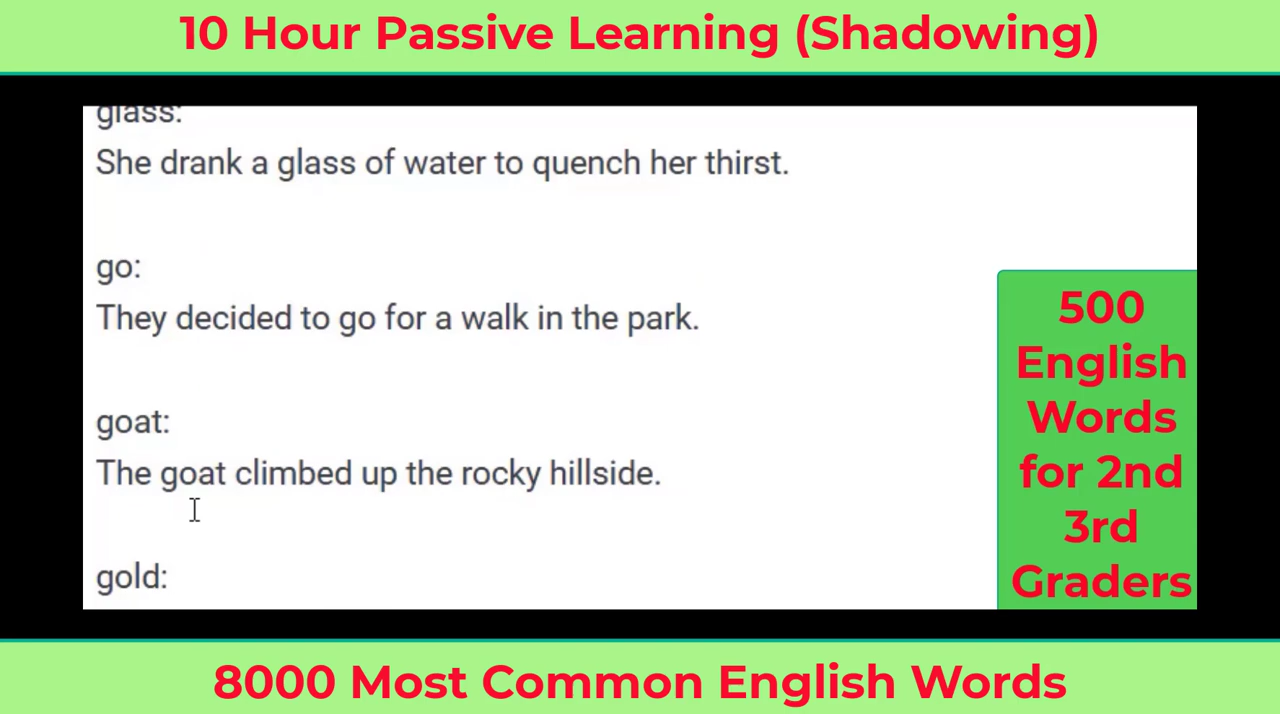 10 Hour Passive Learning (Shadowing)
glass:
She drank a glass of water to quench her thirst.
go:
They decided to go for a walk in the park.
goat:
The goat climbed up the rocky hillside.
gold:
500
English
Words
for 2nd
3rd
Graders
8000 Most Common English Words